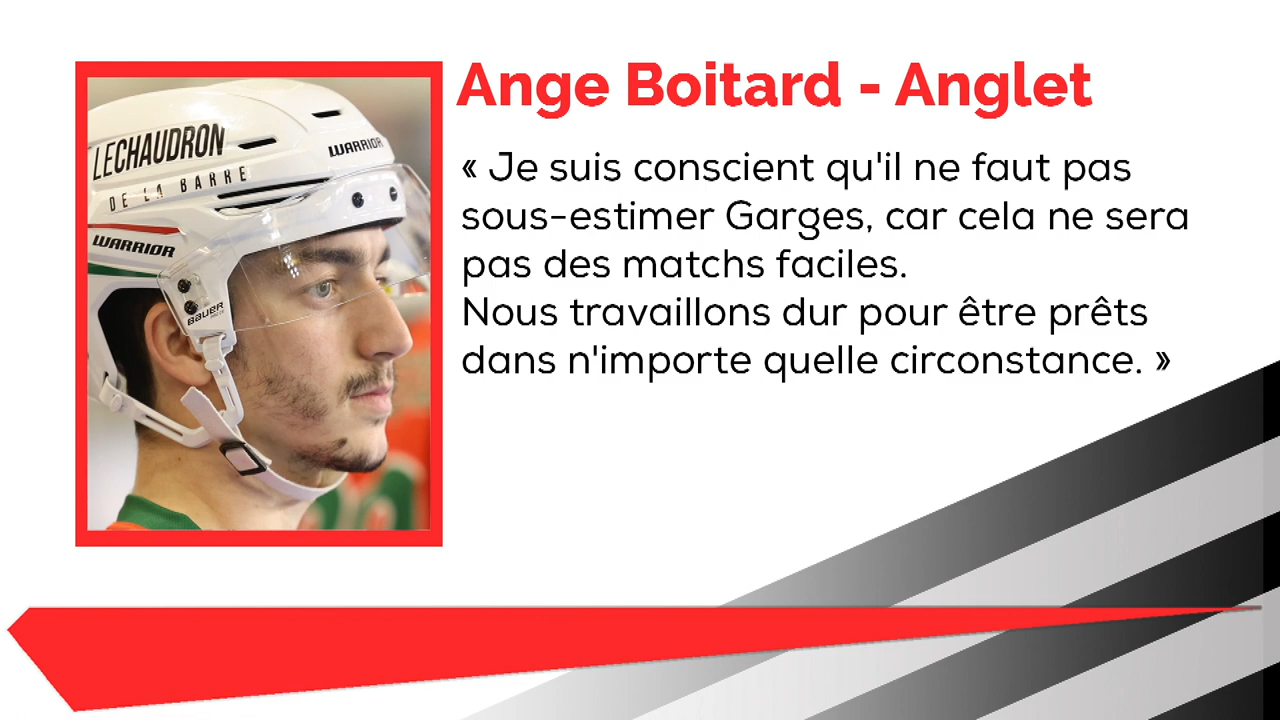 Ange Boitard - Anglet
« Je suis conscient qu'il ne faut pas
sous-estimer Garges, car cela ne sera
pas des matchs faciles.
Nous travaillons dur pour être prêts
dans n'importe quelle circonstance. »
LECHAUDRON
DE LA BARRE
WARRIOR
WARRIOR
BAUER